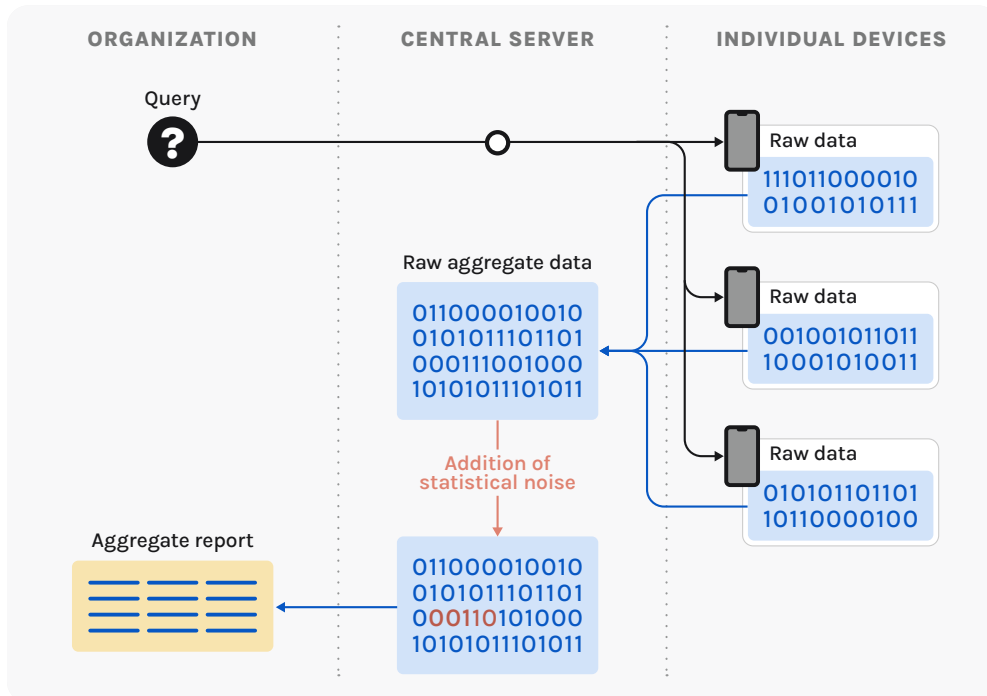 ORGANIZATION
CENTRAL SERVER
INDIVIDUAL DEVICES
Query
?
Raw data
111011000010
01001010111
Raw aggregate data
011000010010
0101011101101
000111001000
10101011101011
Raw data
001001011011
10001010011
Addition of
statistical noise
Raw data
010101101101
10110000100
Aggregate report
011000010010
0101011101101
000110101000
10101011101011